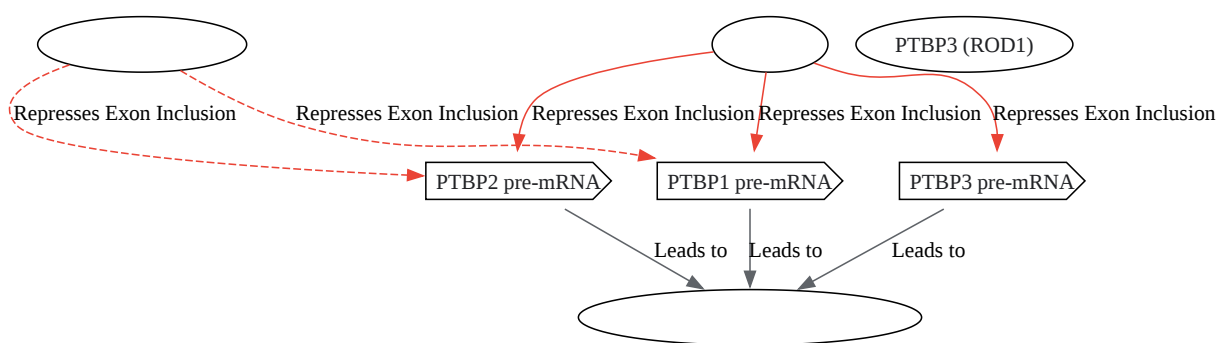 PTBP3 (ROD1)
Represses Exon Inclusion
Represses Exon Inclusion
Represses Exon Inclusion
Represses Exon Inclusion
Represses Exon Inclusion
PTBP2 pre-mRNA
PTBP1 pre-mRNA
PTBP3 pre-mRNA
Leads to
Leads to
Leads to